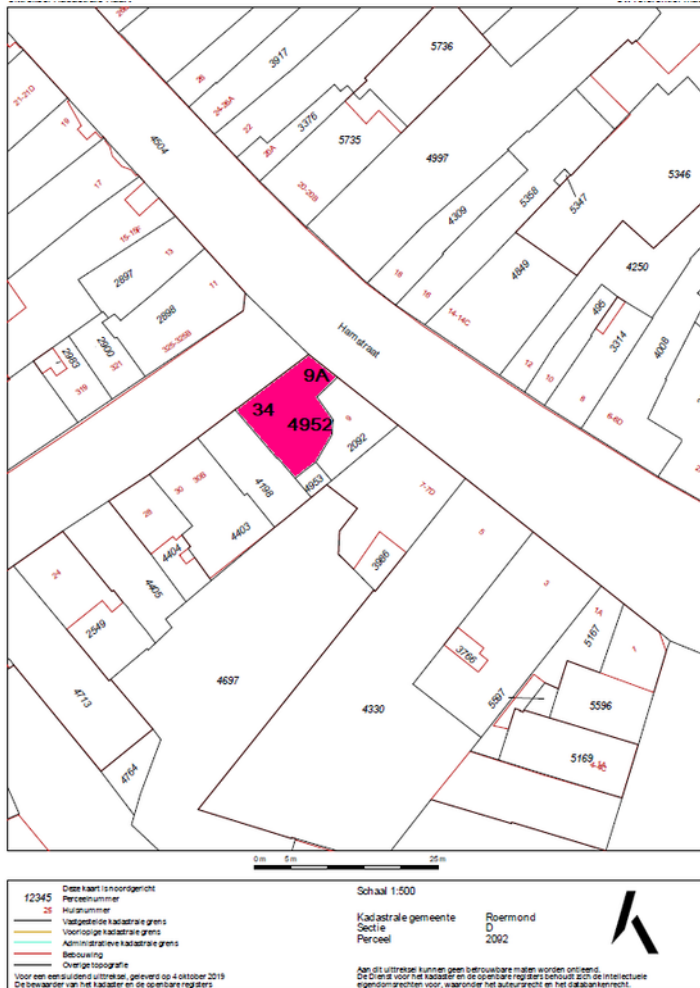 5736
3917
26
24-26A
22
20A
3376
5735
20-20B
4997
21-21D
19
4504
17
15-15F
13
11
2897
2898
325-325B
2900
321
2983
319
4309
5358
5347
5346
18
16
14-14C
4849
4250
495
3314
4008
12
10
8
6-6D
Hamstraat
9A
34
4952
9
2092
4953
7-7D
4198
30B
30
28
4403
4404
4405
24
2549
4713
4764
4697
3986
4330
5
3
3766
1A
5167
1
5597
5596
5169
0 m 5 m 25 m
Deze kaart is noordgericht
12345 Perceelnummer
25 Huisnummer
Vastgestelde kadastrale grens
Voorlopige kadastrale grens
Administratieve kadastrale grens
Bebouwing
Overige topografie
Voor een eensluidend uittreksel, geleverd op 4 oktober 2019
De bewaarder van het kadaster en de openbare registers
Schaal 1:500
Kadastrale gemeente Roermond
Sectie D
Perceel 2092
Aan dit uittreksel kunnen geen betrouwbare maten worden ontleend.
De Dienst voor het kadaster en de openbare registers behoudt zich de intellectuele
eigendomsrechten voor, waaronder het auteursrecht en het databankenrecht.